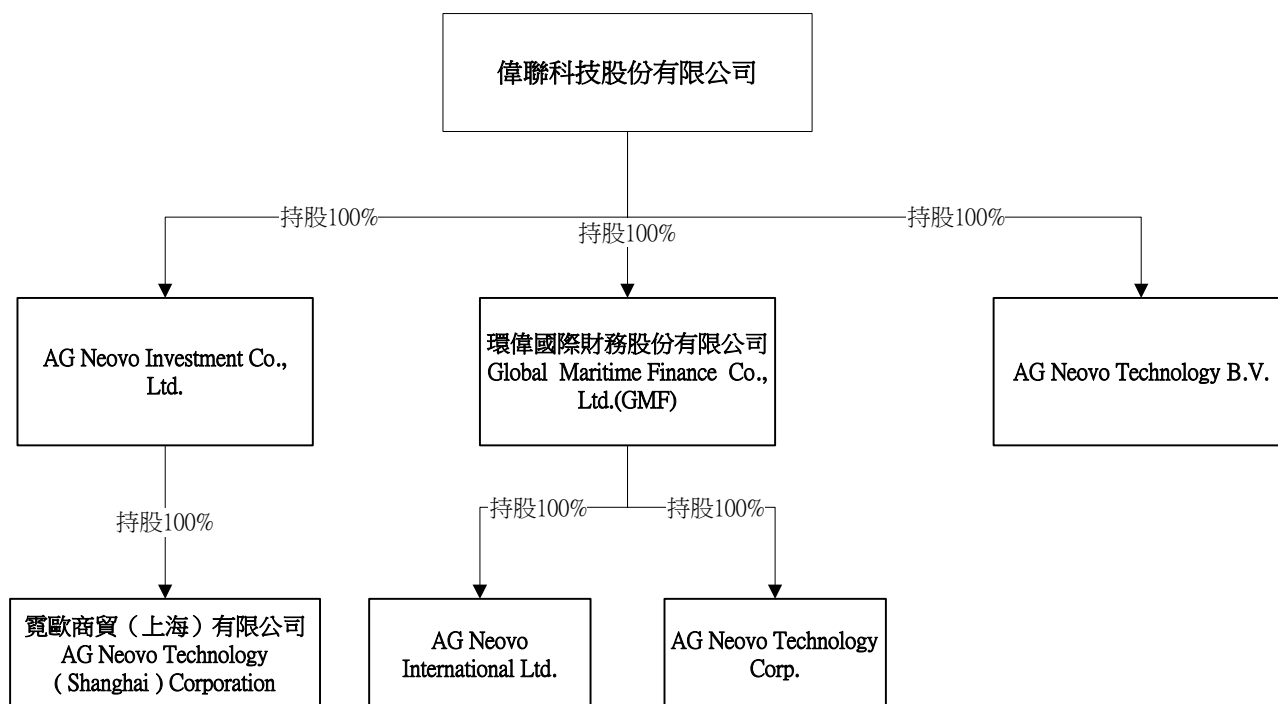 偉聯科技股份有限公司
持股100%
持股100%
持股100%
AG Neovo Investment Co.,
Ltd.
環偉國際財務股份有限公司
Global Maritime Finance Co.,
Ltd.(GMF)
AG Neovo Technology B.V.
持股100%
持股100%
持股100%
霓歐商貿（上海）有限公司
AG Neovo Technology
( Shanghai ) Corporation
AG Neovo
International Ltd.
AG Neovo Technology
Corp.